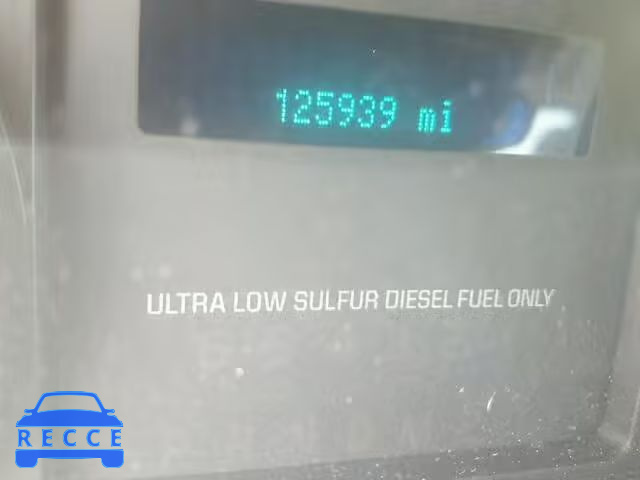 125939 mi
ULTRA LOW SULFUR DIESEL FUEL ONLY
RECCE